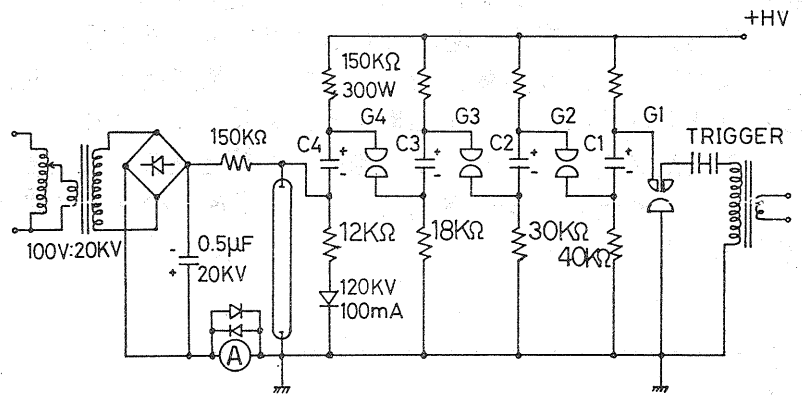 +HV
150KΩ
300W
G4
G3
G2
G1
150KΩ
C4
+
-
C3
+
-
C2
+
-
C1
+
-
TRIGGER
100V:20KV
-
0.5μF
+
20KV
12KΩ
18KΩ
30KΩ
40KΩ
120KV
100mA
A